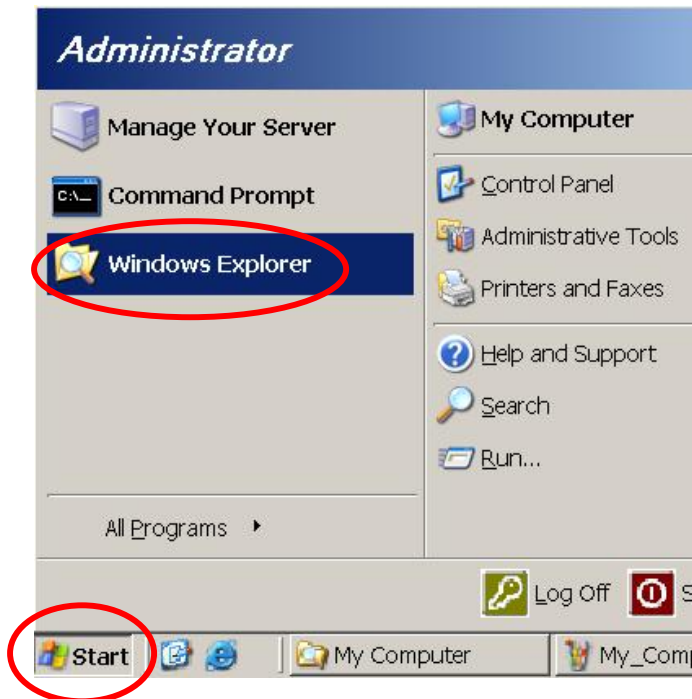 Administrator
Manage Your Server
C:\_
Command Prompt
Windows Explorer
All Programs
My Computer
Control Panel
Administrative Tools
Printers and Faxes
Help and Support
Search
Run...
Log Off
S
Start
My Computer
My_Comp